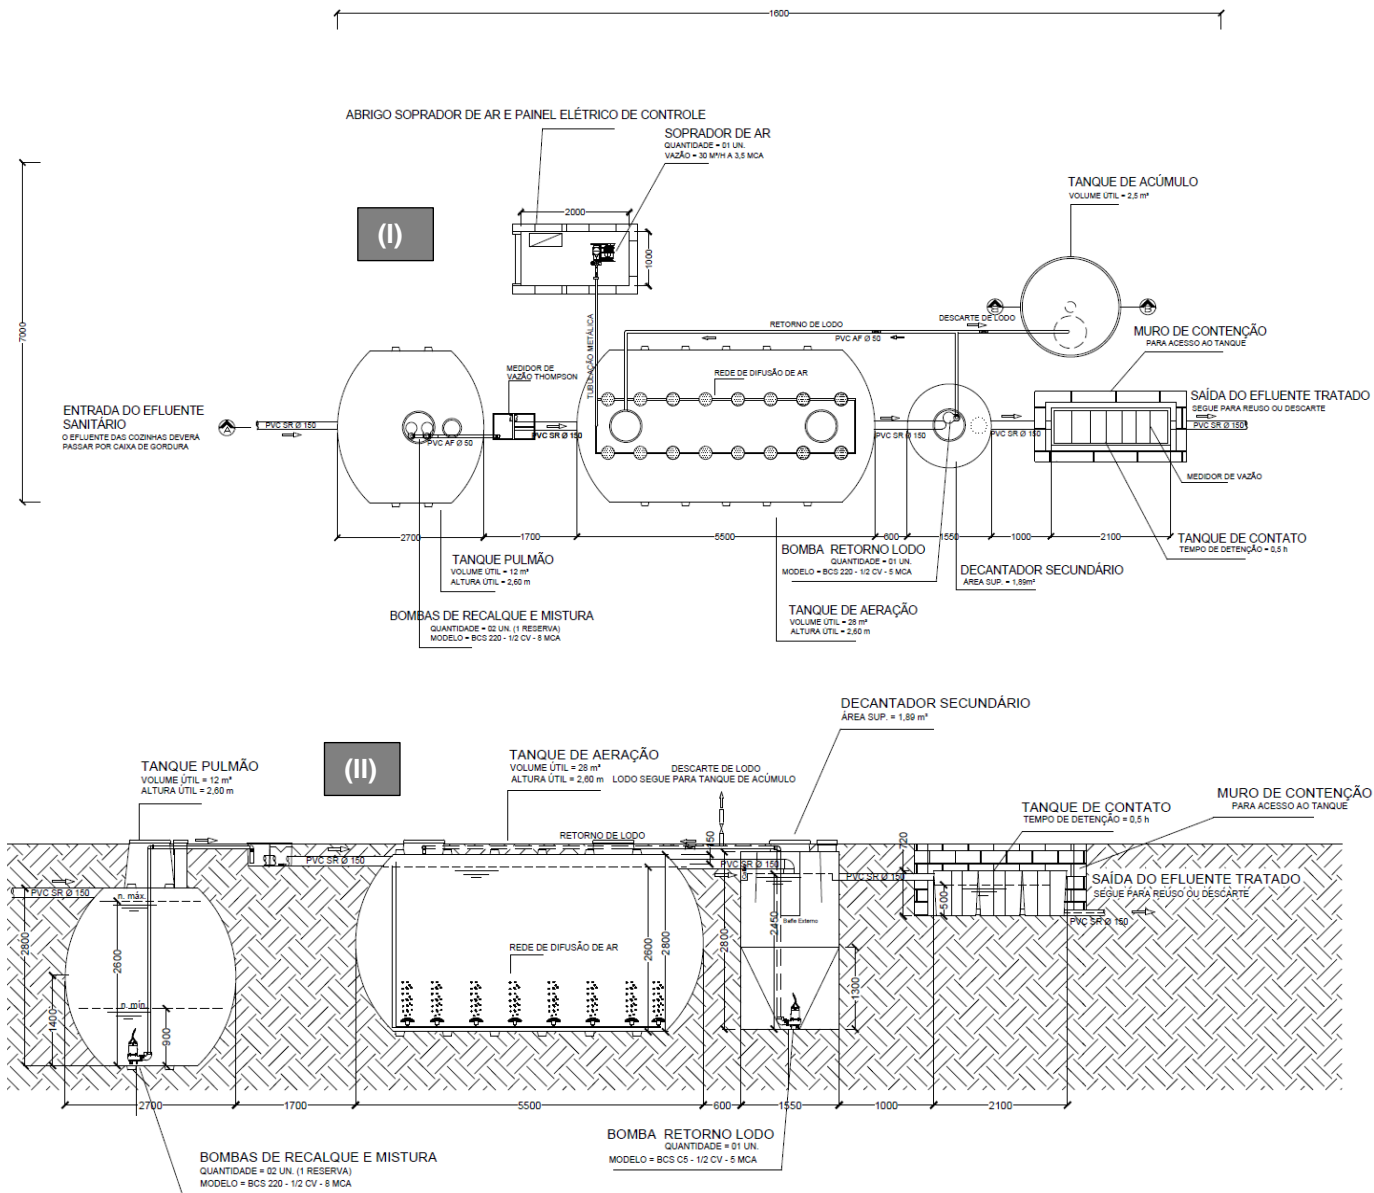 1600
ABRIGO SOPRADOR DE AR E PAINEL ELÉTRICO DE CONTROLE
SOPRADOR DE AR
QUANTIDADE = 01 UN.
VAZÃO = 30 M³/H A 3,5 MCA
TANQUE DE ACÚMULO
VOLUME ÚTIL = 2,5 m³
(I)
2000
1000
7000
TUBULAÇÃO METÁLICA
RETORNO DE LODO
PVC AF Ø 50
DESCARTE DE LODO
MURO DE CONTENÇÃO
PARA ACESSO AO TANQUE
MEDIDOR DE
VAZÃO THOMPSON
REDE DE DIFUSÃO DE AR
ENTRADA DO EFLUENTE
SANITÁRIO
O EFLUENTE DAS COZINHAS DEVERÁ
PASSAR POR CAIXA DE GORDURA
A
PVC SR Ø 150
PVC AF Ø 50
PVC SR Ø 150
PVC SR Ø 150
PVC SR Ø 150
SAÍDA DO EFLUENTE TRATADO
SEGUE PARA REUSO OU DESCARTE
PVC SR Ø 150
MEDIDOR DE VAZÃO
2700
1700
5500
600
1550
1000
2100
TANQUE PULMÃO
VOLUME ÚTIL = 12 m³
ALTURA ÚTIL = 2,60 m
BOMBA RETORNO LODO
QUANTIDADE = 01 UN.
MODELO = BCS 220 - 1/2 CV - 5 MCA
TANQUE DE CONTATO
TEMPO DE DETENÇÃO = 0,5 h
DECANTADOR SECUNDÁRIO
ÁREA SUP. = 1,89m²
BOMBAS DE RECALQUE E MISTURA
QUANTIDADE = 02 UN. (1 RESERVA)
MODELO = BCS 220 - 1/2 CV - 8 MCA
TANQUE DE AERAÇÃO
VOLUME ÚTIL = 28 m³
ALTURA ÚTIL = 2,60 m
DECANTADOR SECUNDÁRIO
ÁREA SUP. = 1,89 m²
(II)
TANQUE PULMÃO
VOLUME ÚTIL = 12 m³
ALTURA ÚTIL = 2,60 m
TANQUE DE AERAÇÃO
VOLUME ÚTIL = 28 m³
ALTURA ÚTIL = 2,60 m
DESCARTE DE LODO
LODO SEGUE PARA TANQUE DE ACÚMULO
MURO DE CONTENÇÃO
PARA ACESSO AO TANQUE
TANQUE DE CONTATO
TEMPO DE DETENÇÃO = 0,5 h
RETORNO DE LODO
150
720
PVC SR Ø 150
PVC SR Ø 150
PVC SR Ø 150
PVC SR Ø 150
SAÍDA DO EFLUENTE TRATADO
SEGUE PARA REUSO OU DESCARTE
PVC SR Ø 150
n. máx.
n. mín.
2800
2600
1400
900
REDE DE DIFUSÃO DE AR
2600
2800
2800
2450
Bafle Externo
1300
500
2700
1700
5500
600
1550
1000
2100
BOMBAS DE RECALQUE E MISTURA
QUANTIDADE = 02 UN. (1 RESERVA)
MODELO = BCS 220 - 1/2 CV - 8 MCA
BOMBA RETORNO LODO
QUANTIDADE = 01 UN.
MODELO = BCS C5 - 1/2 CV - 5 MCA